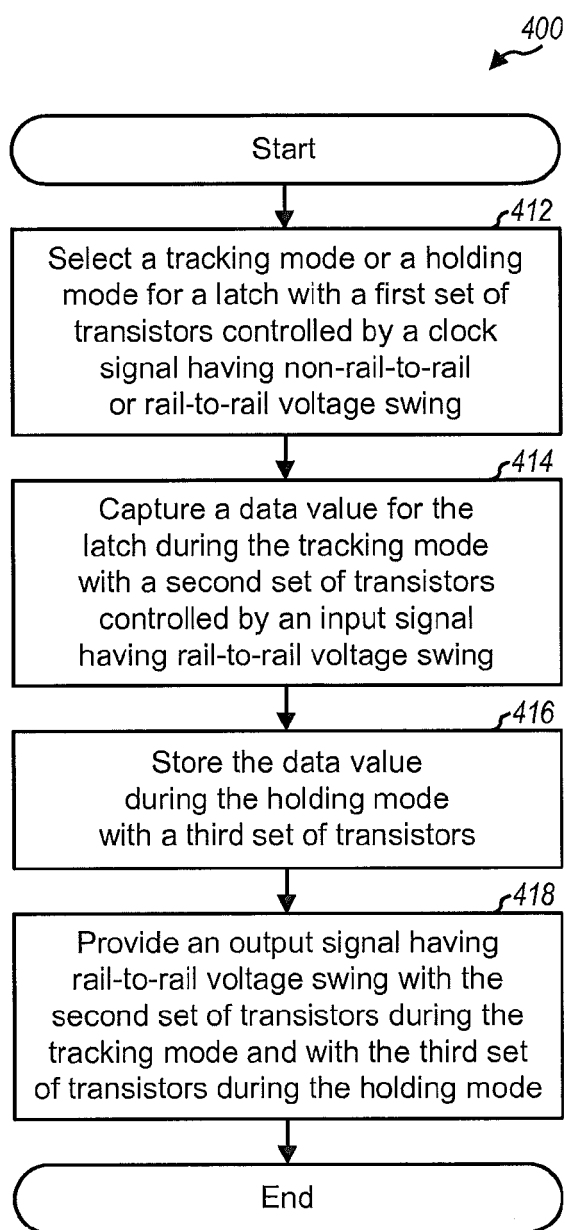 400
Start
412
Select a tracking mode or a holding
mode for a latch with a first set of
transistors controlled by a clock
signal having non-rail-to-rail
or rail-to-rail voltage swing
414
Capture a data value for the
latch during the tracking mode
with a second set of transistors
controlled by an input signal
having rail-to-rail voltage swing
416
Store the data value
during the holding mode
with a third set of transistors
418
Provide an output signal having
rail-to-rail voltage swing with the
second set of transistors during the
tracking mode and with the third set
of transistors during the holding mode
End